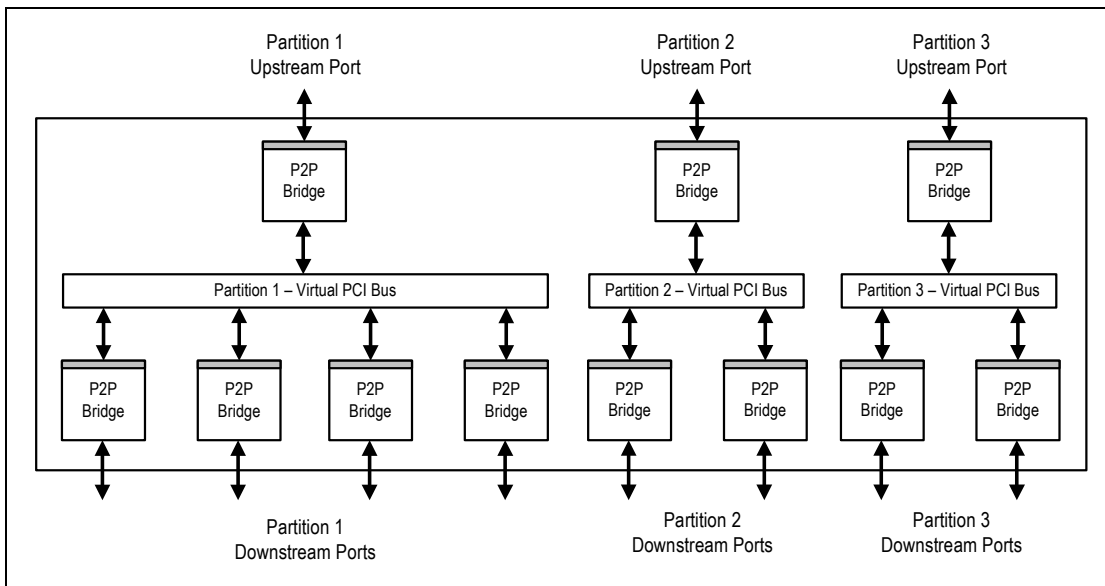 Partition 1
Upstream Port
Partition 2
Upstream Port
Partition 3
Upstream Port
P2P
Bridge
P2P
Bridge
P2P
Bridge
Partition 1 – Virtual PCI Bus
Partition 2 – Virtual PCI Bus
Partition 3 – Virtual PCI Bus
P2P
Bridge
P2P
Bridge
P2P
Bridge
P2P
Bridge
P2P
Bridge
P2P
Bridge
P2P
Bridge
P2P
Bridge
Partition 1
Downstream Ports
Partition 2
Downstream Ports
Partition 3
Downstream Ports